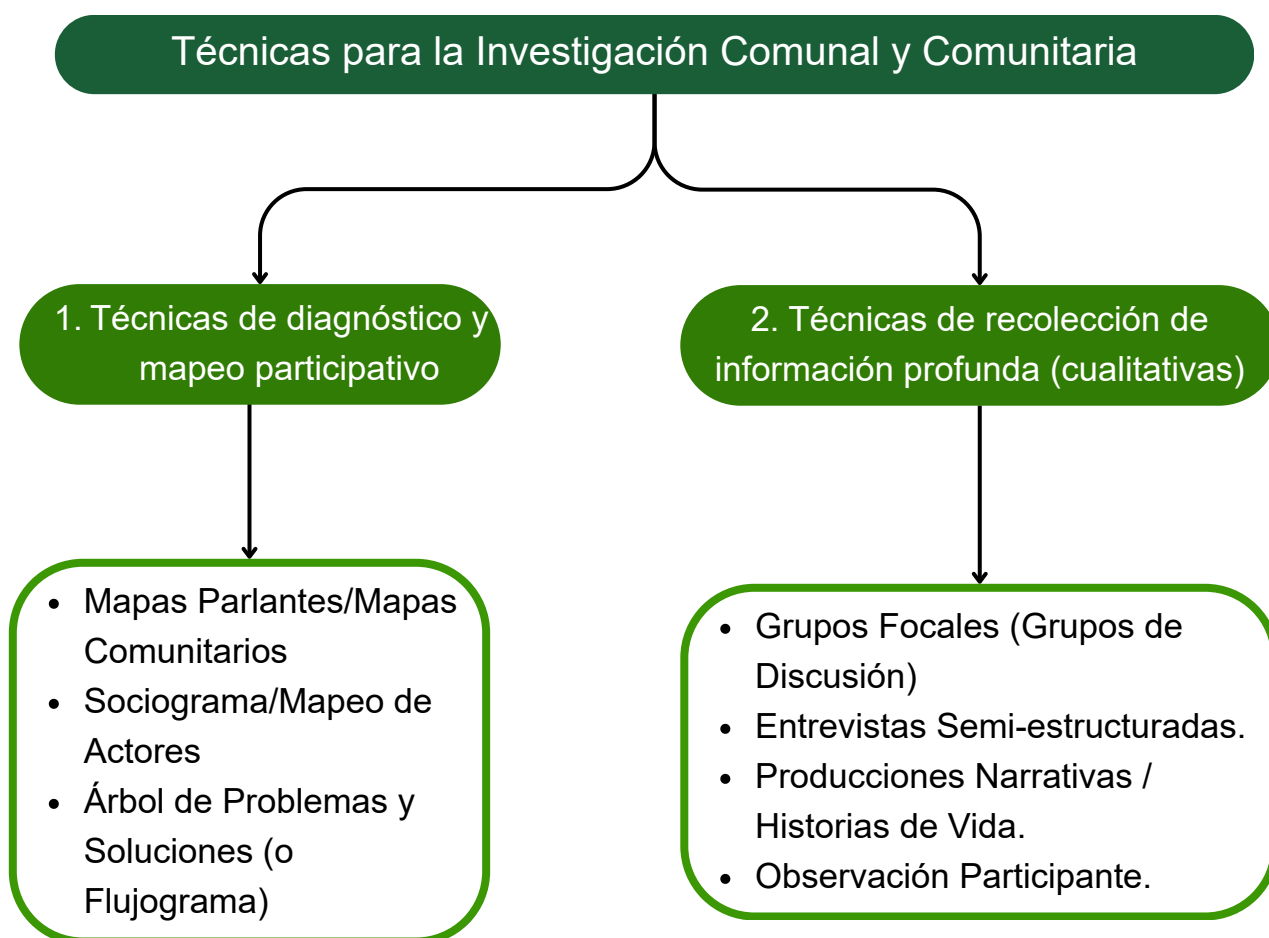 Técnicas para la Investigación Comunal y Comunitaria
1. Técnicas de diagnóstico y
mapeo participativo
2. Técnicas de recolección de
información profunda (cualitativas)
• Mapas Parlantes/Mapas
Comunitarios
• Sociograma/Mapeo de
Actores
• Árbol de Problemas y
Soluciones (o
Flujograma)
• Grupos Focales (Grupos de
Discusión)
• Entrevistas Semi-estructuradas.
• Producciones Narrativas /
Historias de Vida.
• Observación Participante.